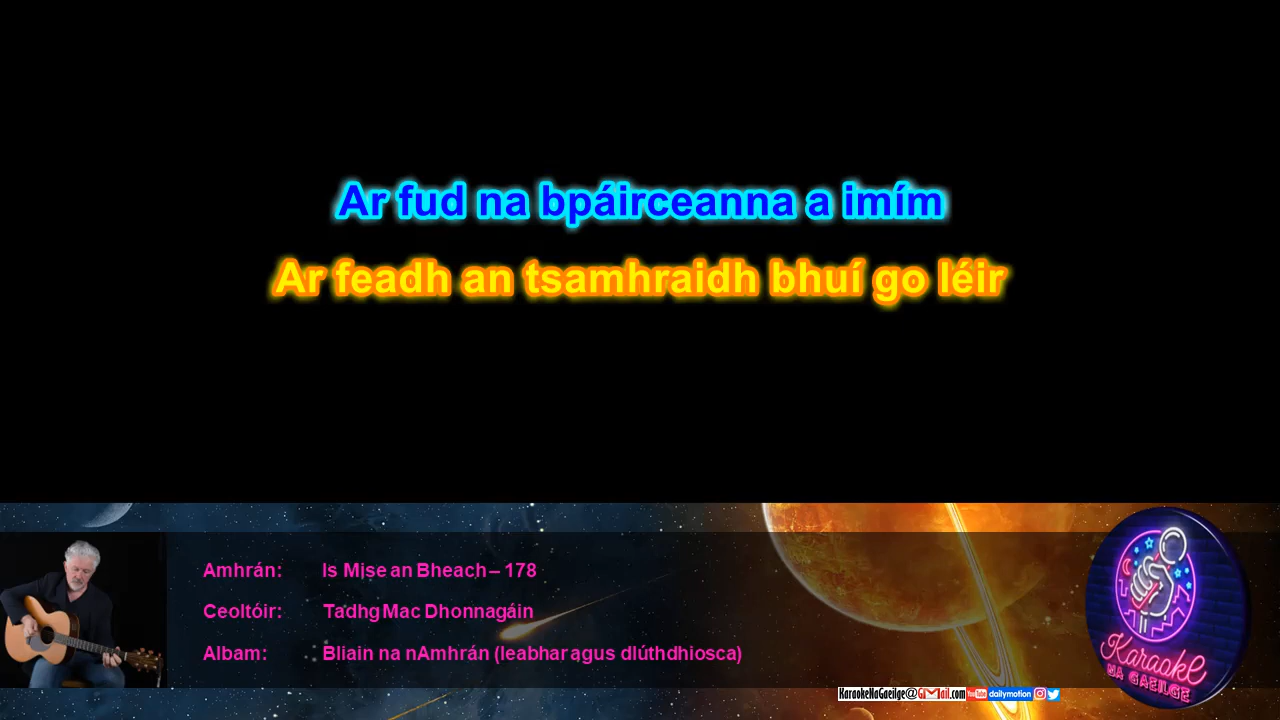 Ar fud na bpáirceanna a imím
Ar feadh an tsamhraidh bhuí go léir
Amhrán: Is Mise an Bheach – 178
Ceoltóir: Tadhg Mac Dhonnagáin
Albam: Bliain na nAmhrán (leabhar agus dlúthdhiosca)
Karaoke
NA GAEILGE
KaraokeNaGaeilge@GMail.com YouTube dailymotion